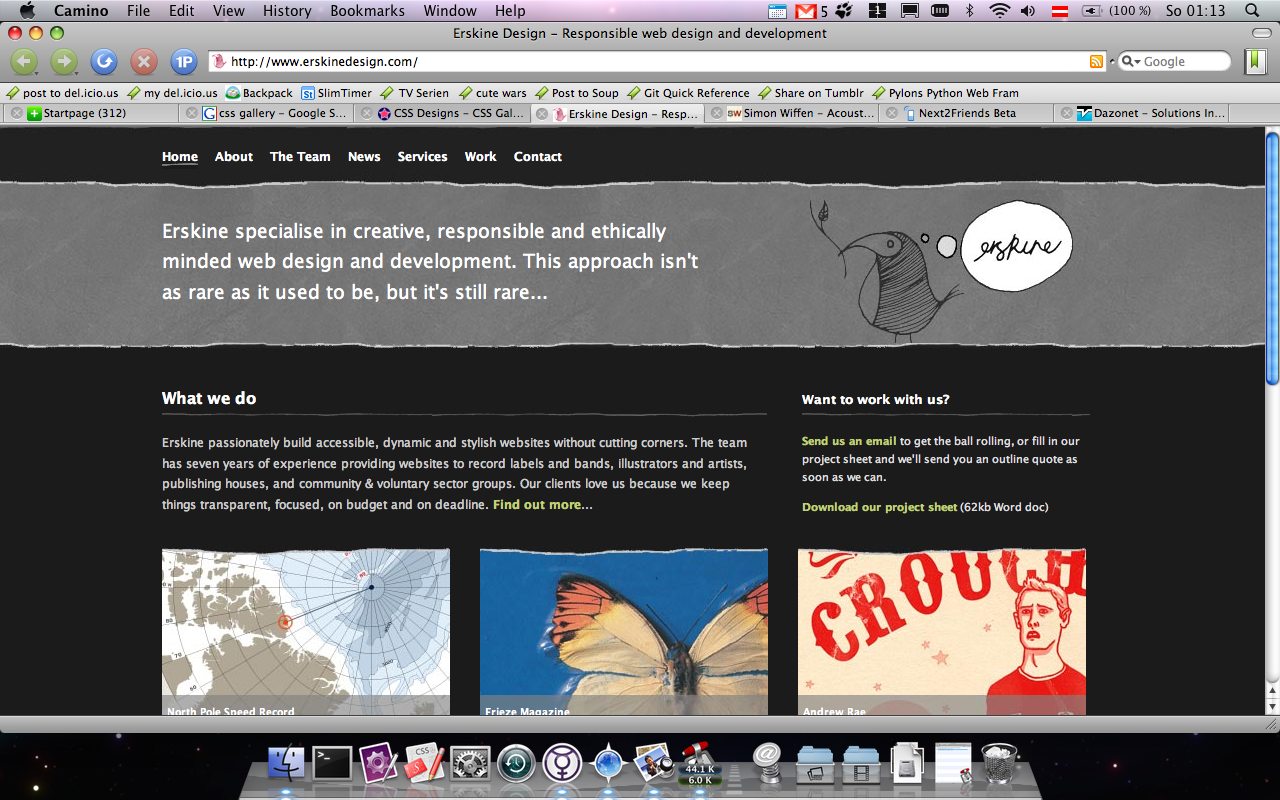 Camino File Edit View History Bookmarks Window Help 5 1 (100 %) So 01:13
Erskine Design – Responsible web design and development
1P http://www.erskinedesign.com/ Google
post to del.icio.us my del.icio.us Backpack St SlimTimer TV Serien cute wars Post to Soup Git Quick Reference Share on Tumblr Pylons Python Web Fram
Startpage (312) G css gallery – Google S... CSS Designs – CSS Gal... Erskine Design – Resp... SW Simon Wiffen – Acoust... Next2Friends Beta Dazonet – Solutions In...
Home About The Team News Services Work Contact
Erskine specialise in creative, responsible and ethically
minded web design and development. This approach isn't
as rare as it used to be, but it's still rare...
erskine
What we do
Erskine passionately build accessible, dynamic and stylish websites without cutting corners. The team
has seven years of experience providing websites to record labels and bands, illustrators and artists,
publishing houses, and community & voluntary sector groups. Our clients love us because we keep
things transparent, focused, on budget and on deadline. Find out more...
Want to work with us?
Send us an email to get the ball rolling, or fill in our
project sheet and we'll send you an outline quote as
soon as we can.
Download our project sheet (62kb Word doc)
North Pole Speed Record
Frieze Magazine
CROUCH
Andrew Rae
CSS
44.1 K
6.0 K